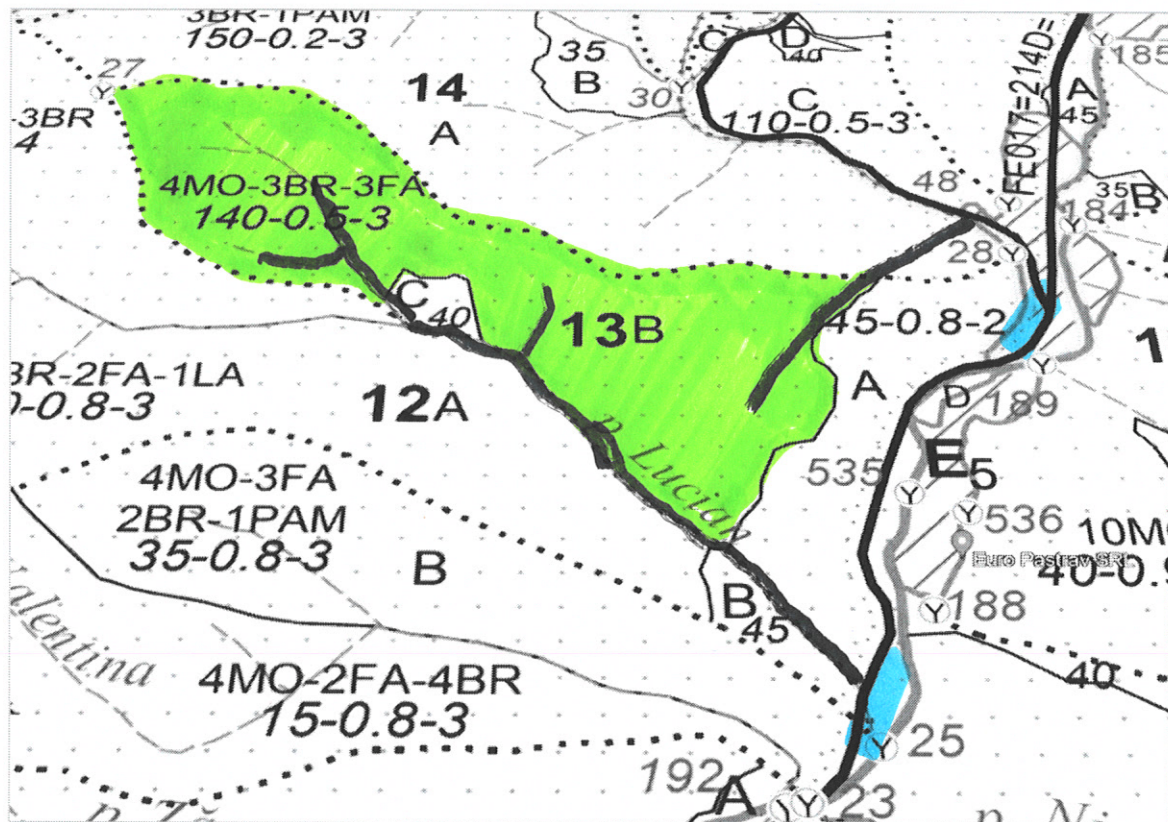 3BR-1PAM
150-0.2-3
27
14
A
35
B
30
C
D
40
C
110-0.5-3
FE017=214D=
185
A
45
35
B
-3BR
4
4MO-3BR-3FA
140-0.5-3
48
184
28
C
40
13B
45-0.8-2
A
BR-2FA-1LA
0-0.8-3
12A
D
189
p. Lucian
535
E
5
4MO-3FA
2BR-1PAM
35-0.8-3
B
536
Euro Pastrav SRL
188
B
45
alentina
4MO-2FA-4BR
15-0.8-3
40
25
192
A
23